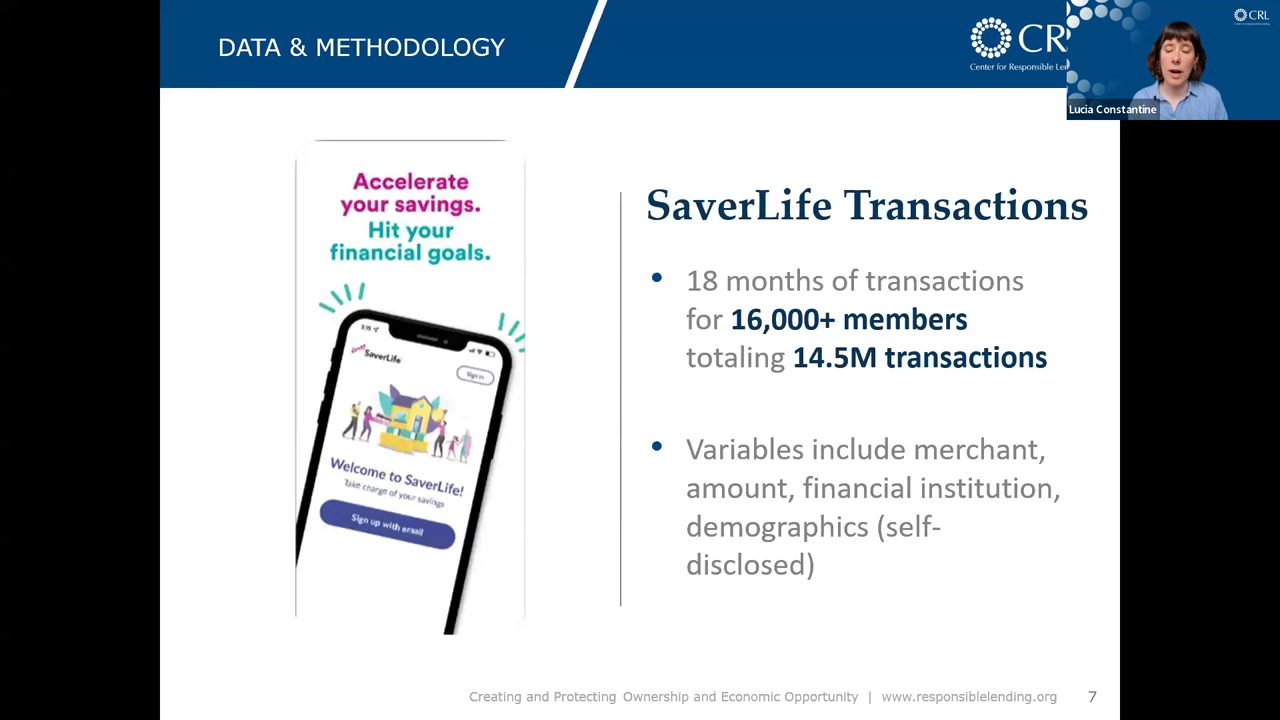 DATA & METHODOLOGY
CR
Center for Responsible Le
CRL
Lucia Constantine
Accelerate
your savings.
Hit your
financial goals.
SaverLife
Sign in
Welcome to SaverLife!
Take charge of your savings
Sign up with email
SaverLife Transactions
• 18 months of transactions
for 16,000+ members
totaling 14.5M transactions
• Variables include merchant,
amount, financial institution,
demographics (self-
disclosed)
Creating and Protecting Ownership and Economic Opportunity | www.responsiblelending.org 7